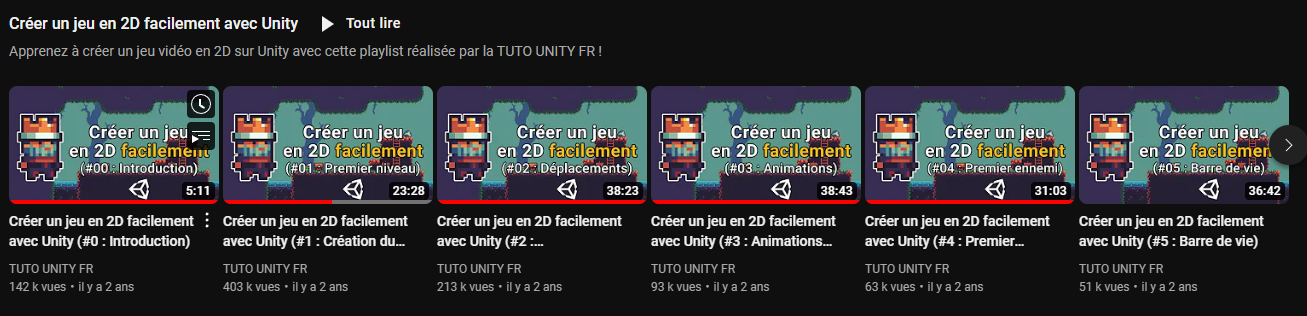 Créer un jeu en 2D facilement avec Unity Tout lire
Apprenez à créer un jeu vidéo en 2D sur Unity avec cette playlist réalisée par la TUTO UNITY FR !
Créer un jeu
en 2D facilement
(#00 : Introduction)
5:11
Créer un jeu
en 2D facilement
(#01 : Premier niveau)
23:28
Créer un jeu
en 2D facilement
(#02 : Déplacements)
38:23
Créer un jeu
en 2D facilement
(#03 : Animations)
38:43
Créer un jeu
en 2D facilement
(#04 : Premier ennemi)
31:03
Créer un jeu
en 2D facilement
(#05 : Barre de vie)
36:42
Créer un jeu en 2D facilement
avec Unity (#0 : Introduction)
TUTO UNITY FR
142 k vues • il y a 2 ans
Créer un jeu en 2D facilement
avec Unity (#1 : Création du...
TUTO UNITY FR
403 k vues • il y a 2 ans
Créer un jeu en 2D facilement
avec Unity (#2 :...
TUTO UNITY FR
213 k vues • il y a 2 ans
Créer un jeu en 2D facilement
avec Unity (#3 : Animations...
TUTO UNITY FR
93 k vues • il y a 2 ans
Créer un jeu en 2D facilement
avec Unity (#4 : Premier...
TUTO UNITY FR
63 k vues • il y a 2 ans
Créer un jeu en 2D facilement
avec Unity (#5 : Barre de vie)
TUTO UNITY FR
51 k vues • il y a 2 ans